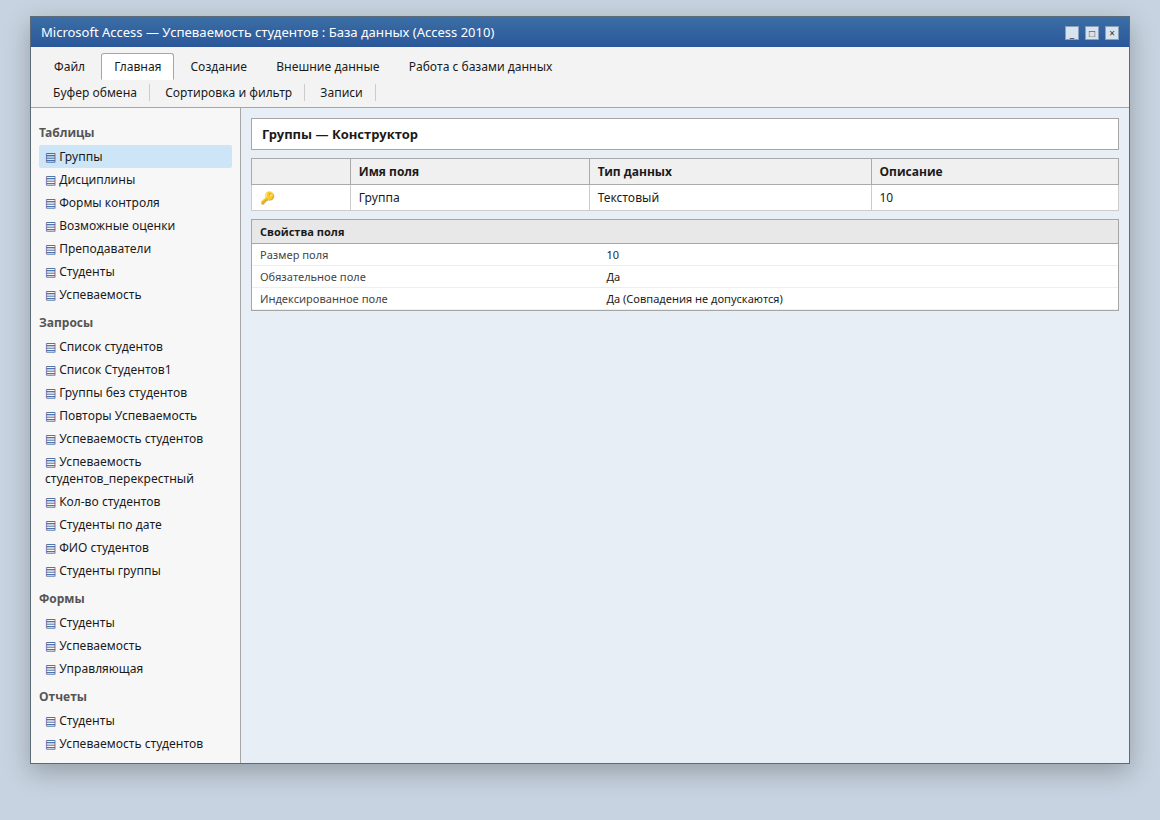 Microsoft Access — Успеваемость студентов : База данных (Access 2010)
Файл Главная Создание Внешние данные Работа с базами данных
Буфер обмена Сортировка и фильтр Записи
Таблицы
Группы
Дисциплины
Формы контроля
Возможные оценки
Преподаватели
Студенты
Успеваемость
Запросы
Список студентов
Список Студентов1
Группы без студентов
Повторы Успеваемость
Успеваемость студентов
Успеваемость
студентов_перекрестный
Кол-во студентов
Студенты по дате
ФИО студентов
Студенты группы
Формы
Студенты
Успеваемость
Управляющая
Отчеты
Студенты
Успеваемость студентов
Группы — Конструктор
Имя поля Тип данных Описание
Группа Текстовый 10
Свойства поля
Размер поля 10
Обязательное поле Да
Индексированное поле Да (Совпадения не допускаются)